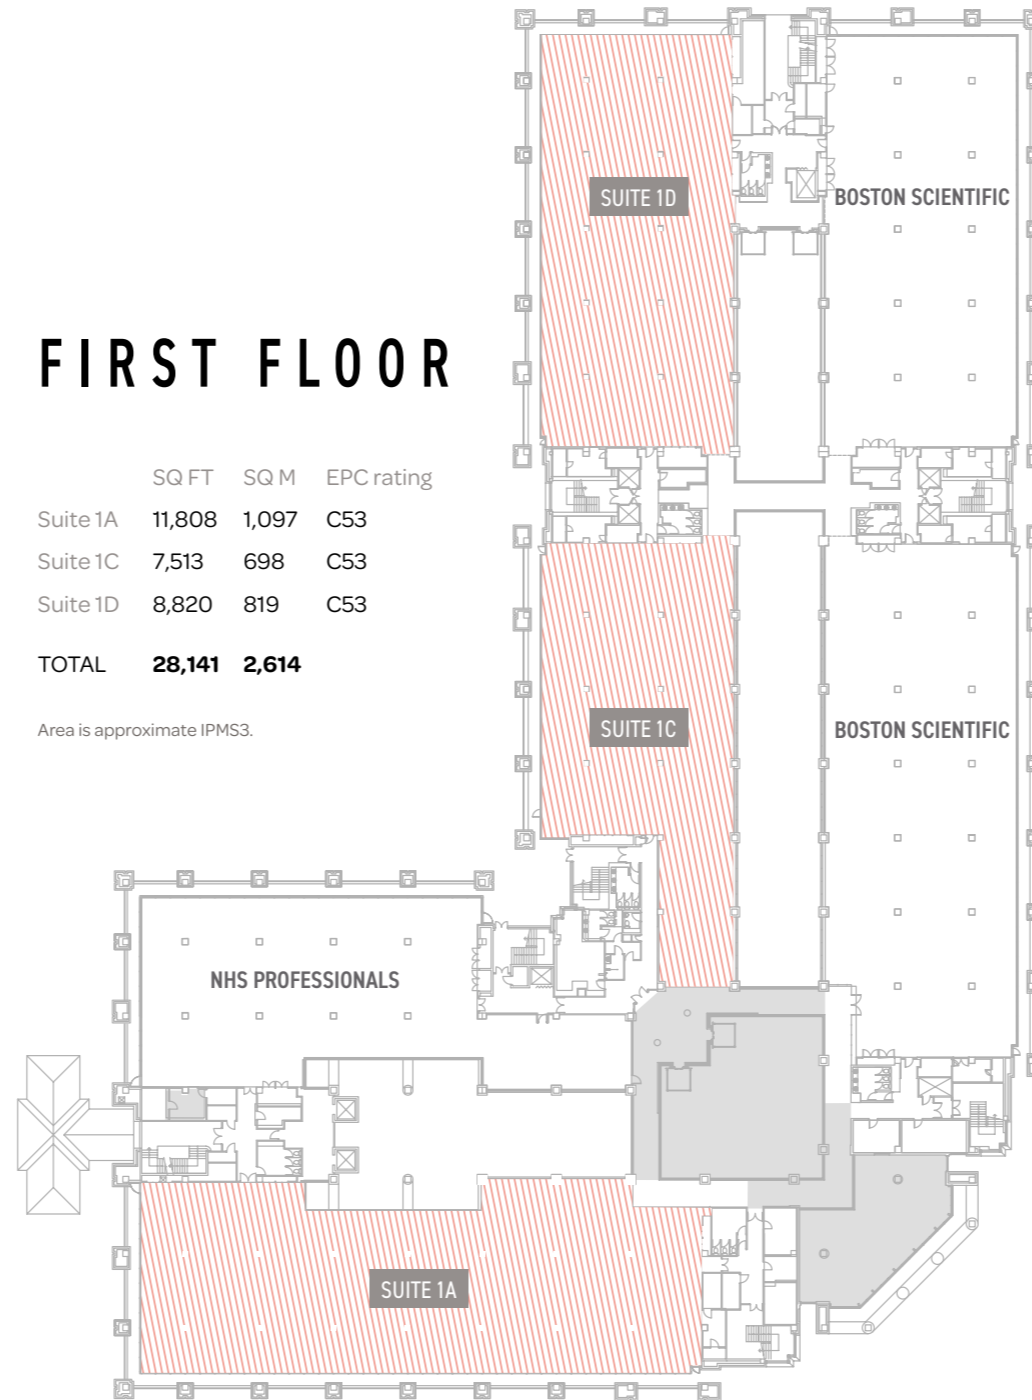 FIRST FLOOR
SQ FT SQ M EPC rating
Suite 1A 11,808 1,097 C53
Suite 1C 7,513 698 C53
Suite 1D 8,820 819 C53
TOTAL 28,141 2,614
Area is approximate IPMS3.
SUITE 1D
BOSTON SCIENTIFIC
SUITE 1C
BOSTON SCIENTIFIC
NHS PROFESSIONALS
SUITE 1A